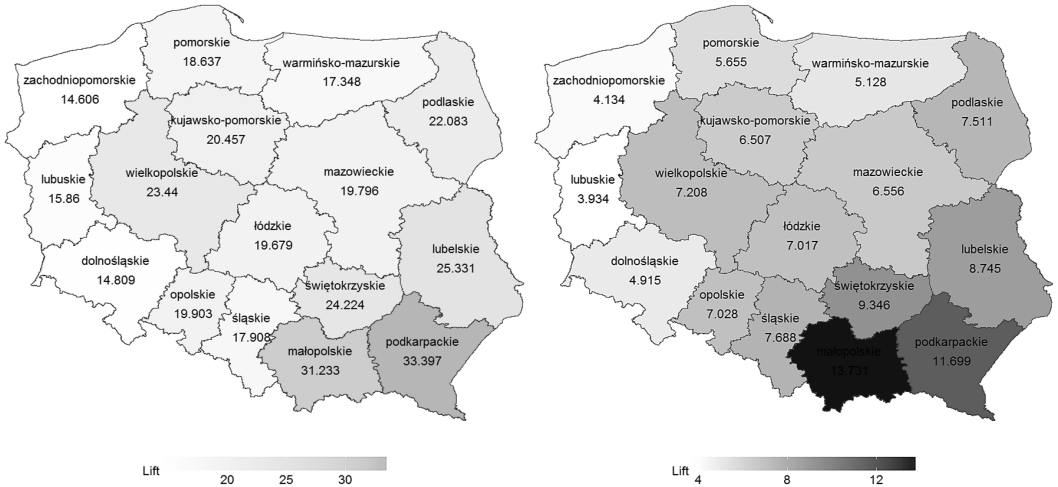 pomorskie
18.637
warmińsko-mazurskie
17.348
zachodniopomorskie
14.606
podlaskie
22.083
kujawsko-pomorskie
20.457
wielkopolskie
23.44
mazowieckie
19.796
lubuskie
15.86
łódzkie
19.679
lubelskie
25.331
dolnośląskie
14.809
opolskie
19.903
świętokrzyskie
24.224
śląskie
17.908
małopolskie
31.233
podkarpackie
33.397
Lift
20 25 30
pomorskie
5.655
warmińsko-mazurskie
5.128
zachodniopomorskie
4.134
podlaskie
7.511
kujawsko-pomorskie
6.507
wielkopolskie
7.208
mazowieckie
6.556
lubuskie
3.934
łódzkie
7.017
lubelskie
8.745
dolnośląskie
4.915
opolskie
7.028
świętokrzyskie
9.346
śląskie
7.688
małopolskie
13.731
podkarpackie
11.699
Lift
4 8 12